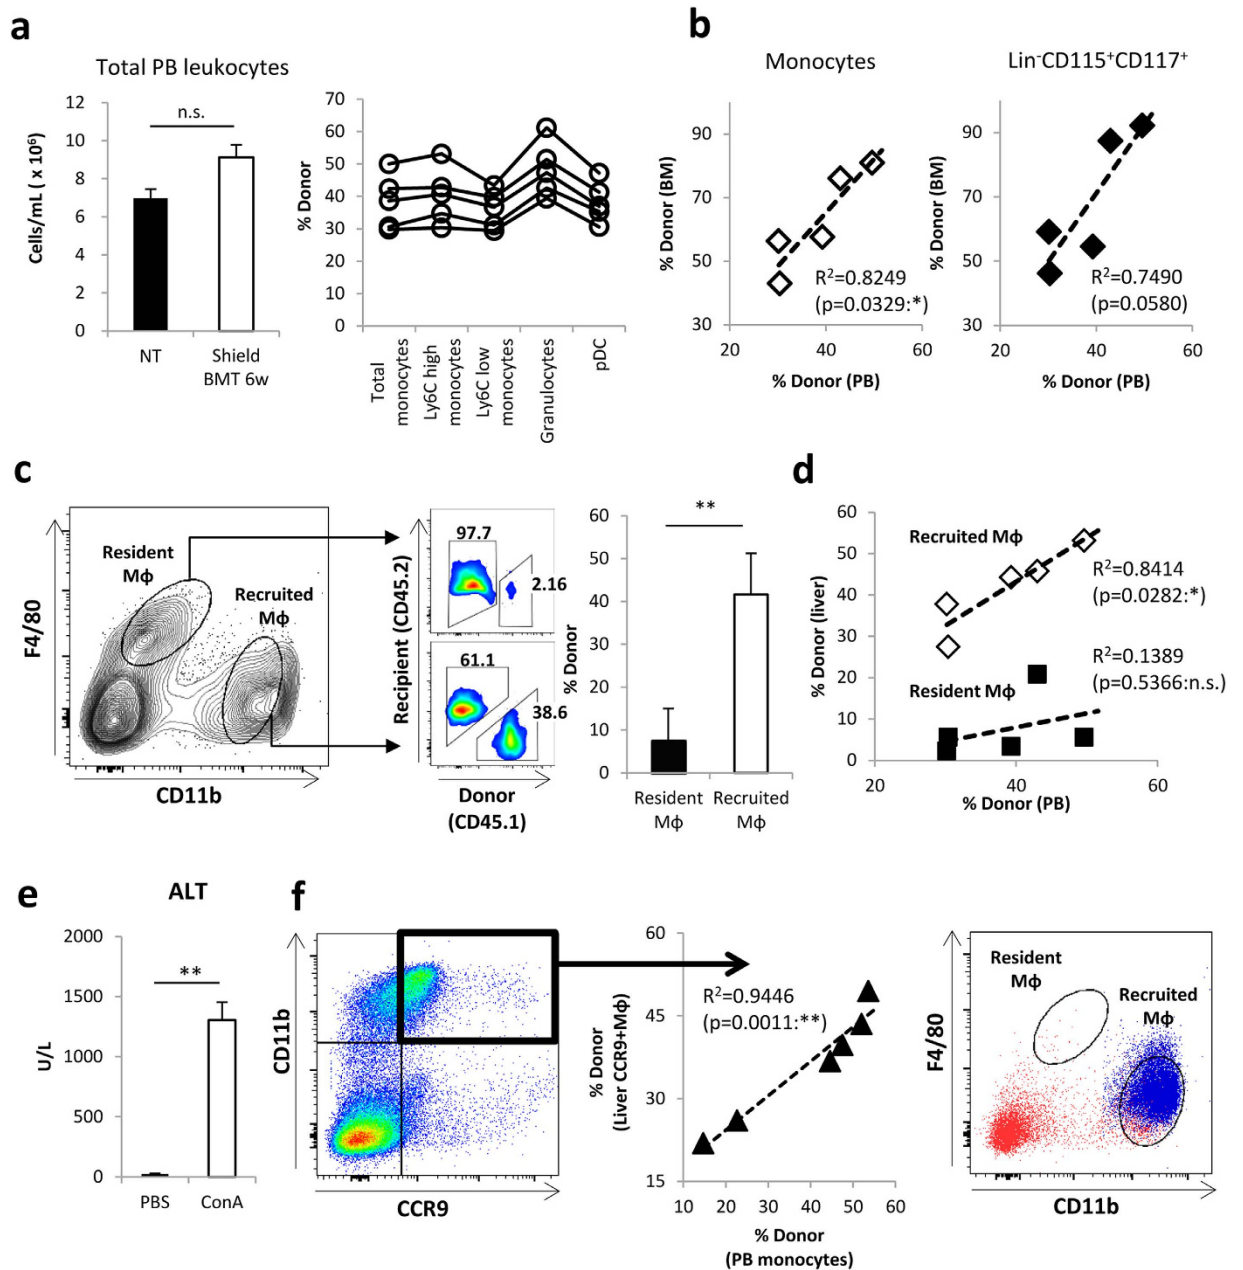 a
Total PB leukocytes
n.s.
Cells/mL ( x 10⁶)
12
10
8
6
4
2
0
NT
Shield
BMT 6w
% Donor
70
60
50
40
30
20
10
0
Total
monocytes
Ly6C high
monocytes
Ly6C low
monocytes
Granulocytes
pDC
b
Monocytes
% Donor (BM)
90
70
50
30
R²=0.8249
(p=0.0329:*)
20
40
60
% Donor (PB)
Lin⁻CD115⁺CD117⁺
% Donor (BM)
90
70
50
30
R²=0.7490
(p=0.0580)
20
40
60
% Donor (PB)
c
F4/80
Resident
Mϕ
Recruited
Mϕ
CD11b
Recipient (CD45.2)
97.7
2.16
61.1
38.6
Donor
(CD45.1)
% Donor
60
50
40
30
20
10
0
**
Resident
Mϕ
Recruited
Mϕ
d
% Donor (liver)
60
50
40
30
20
10
0
Recruited Mϕ
R²=0.8414
(p=0.0282:*)
Resident Mϕ
R²=0.1389
(p=0.5366:n.s.)
20
40
60
% Donor (PB)
e
ALT
U/L
2000
1500
1000
500
0
**
PBS
ConA
f
CD11b
CCR9
% Donor
(Liver CCR9+Mϕ)
60
45
30
15
R²=0.9446
(p=0.0011:**)
10
20
30
40
50
60
% Donor
(PB monocytes)
F4/80
Resident
Mϕ
Recruited
Mϕ
CD11b